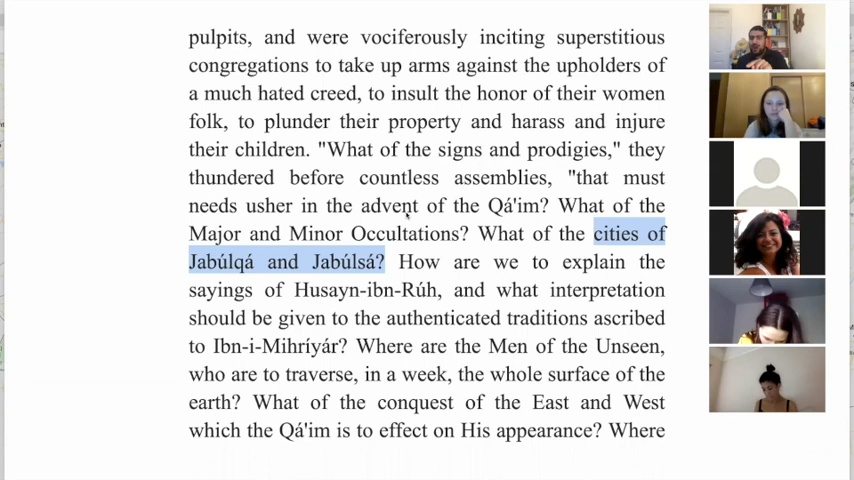 pulpits, and were vociferously inciting superstitious
congregations to take up arms against the upholders of
a much hated creed, to insult the honor of their women
folk, to plunder their property and harass and injure
their children. "What of the signs and prodigies," they
thundered before countless assemblies, "that must
needs usher in the advent of the Qá'im? What of the
Major and Minor Occultations? What of the cities of
Jabúlqá and Jabúlsá? How are we to explain the
sayings of Husayn-ibn-Rúh, and what interpretation
should be given to the authenticated traditions ascribed
to Ibn-i-Mihríyár? Where are the Men of the Unseen,
who are to traverse, in a week, the whole surface of the
earth? What of the conquest of the East and West
which the Qá'im is to effect on His appearance? Where